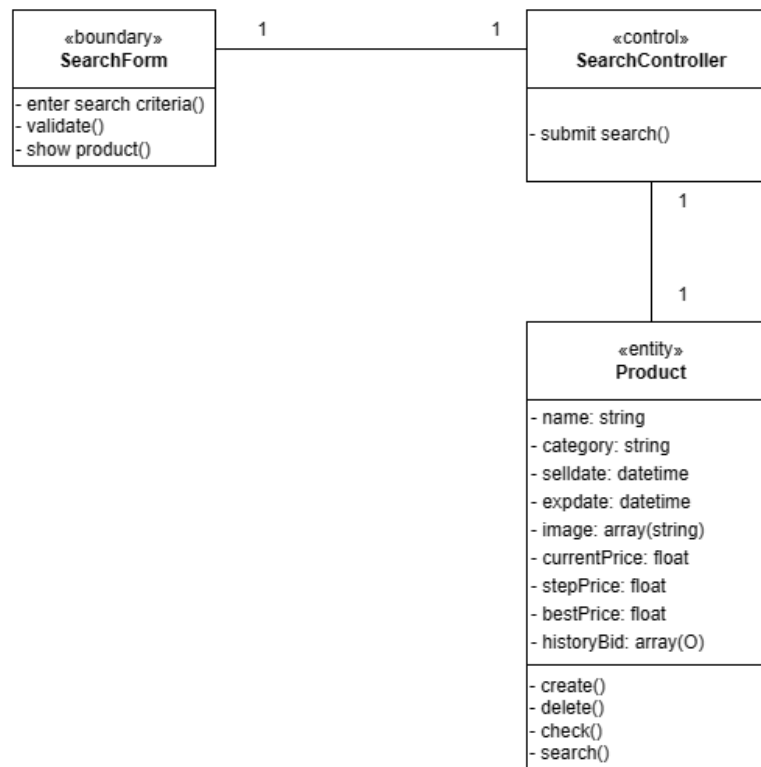 «boundary»
SearchForm
- enter search criteria()
- validate()
- show product()
1
1
«control»
SearchController
- submit search()
1
1
«entity»
Product
- name: string
- category: string
- selldate: datetime
- expdate: datetime
- image: array(string)
- currentPrice: float
- stepPrice: float
- bestPrice: float
- historyBid: array(O)
- create()
- delete()
- check()
- search()